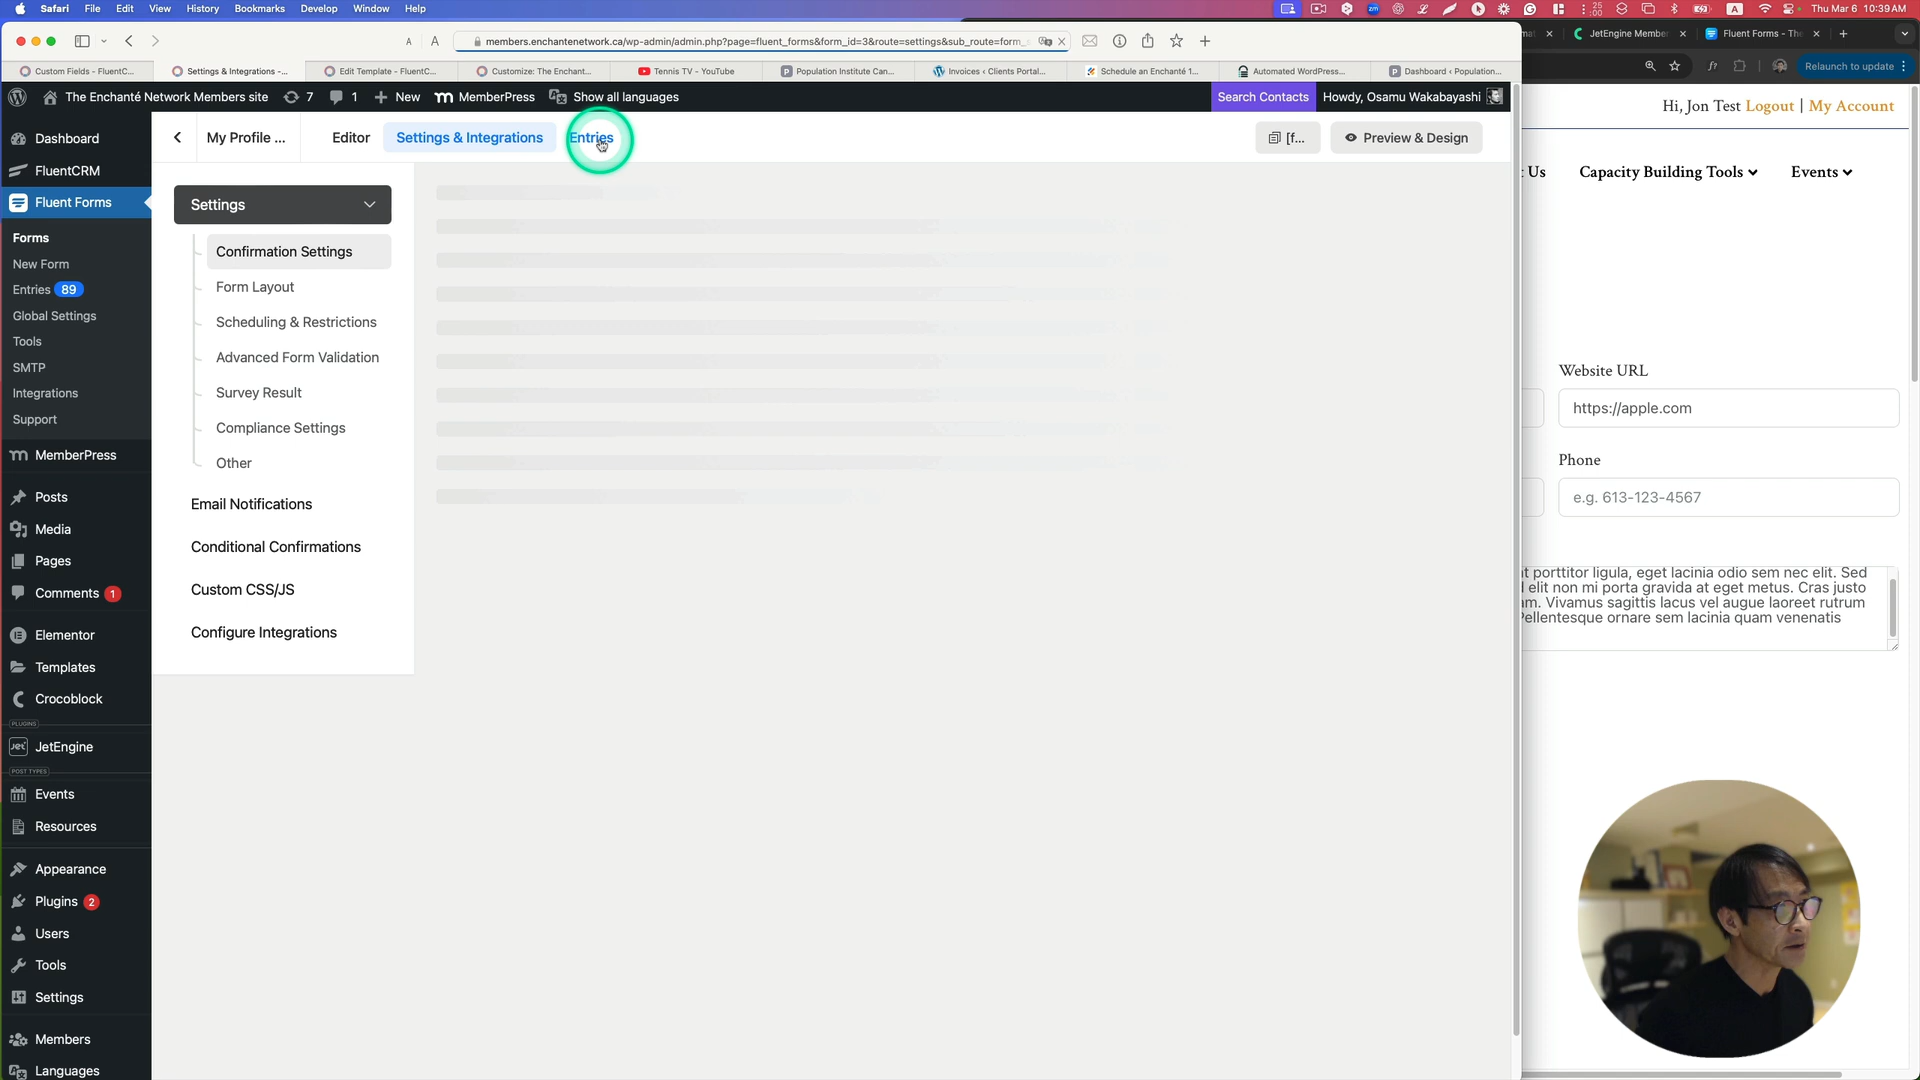 Safari File Edit View History Bookmarks Develop Window Help
25
:00
A
Thu Mar 6 10:39 AM
A A
members.enchantenetwork.ca/wp-admin/admin.php?page=fluent_forms&form_id=3&route=settings&sub_route=form_
JetEngine Membe
Fluent Forms - Th
Relaunch to update
Custom Fields - FluentC...
Settings & Integrations -...
Edit Template - FluentC...
Customize: The Enchant...
Tennis TV - YouTube
Population Institute Can...
Invoices ‹ Clients Portal...
Schedule an Enchanté 1...
Automated WordPress...
Dashboard ‹ Population...
The Enchanté Network Members site 7 1 New MemberPress Show all languages
Search Contacts
Howdy, Osamu Wakabayashi
Hi, Jon Test Logout | My Account
Dashboard
FluentCRM
Fluent Forms
Forms
New Form
Entries 89
Global Settings
Tools
SMTP
Integrations
Support
MemberPress
Posts
Media
Pages
Comments 1
Elementor
Templates
Crocoblock
PLUGINS
JetEngine
POST TYPES
Events
Resources
Appearance
Plugins 2
Users
Tools
Settings
Members
Languages
My Profile ...
Editor
Settings & Integrations
Entries
[f...
Preview & Design
Settings
Confirmation Settings
Form Layout
Scheduling & Restrictions
Advanced Form Validation
Survey Result
Compliance Settings
Other
Email Notifications
Conditional Confirmations
Custom CSS/JS
Configure Integrations
Us
Capacity Building Tools
Events
Website URL
https://apple.com
Phone
e.g. 613-123-4567
t porttitor ligula, eget lacinia odio sem nec elit. Sed
elit non mi porta gravida at eget metus. Cras justo
am. Vivamus sagittis lacus vel augue laoreet rutrum
Pellentesque ornare sem lacinia quam venenatis